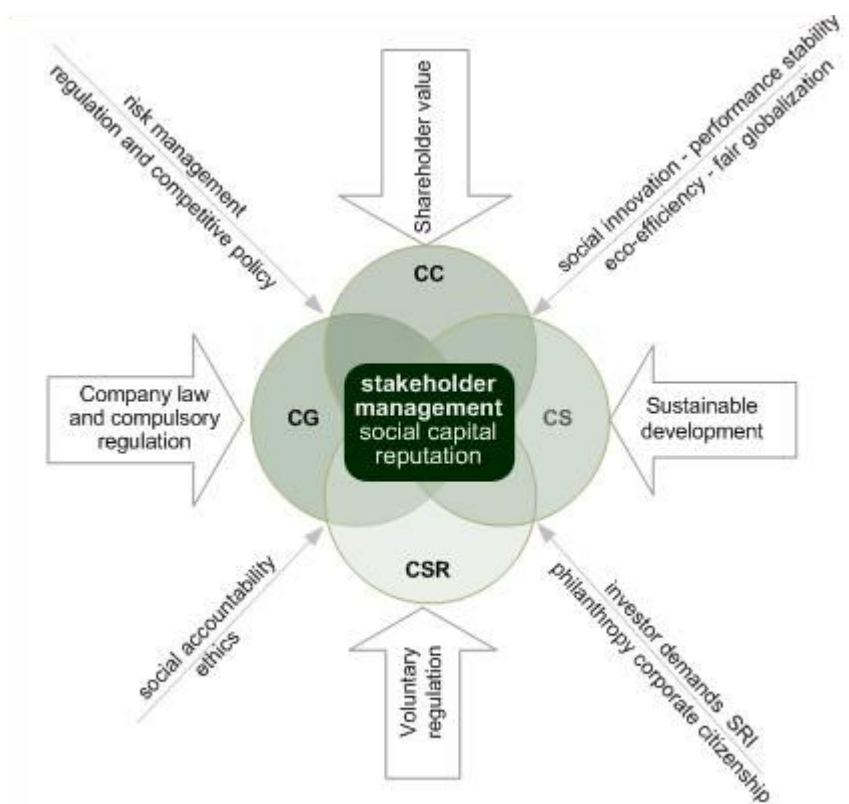 risk management
regulation and competitive policy
Shareholder value
social innovation - performance stability
eco-efficiency - fair globalization
CC
Company law
and compulsory
regulation
CG
stakeholder
management
social capital
reputation
CS
Sustainable
development
CSR
social accountability
ethics
Voluntary
regulation
investor demands SRI
philanthropy corporate citizenship